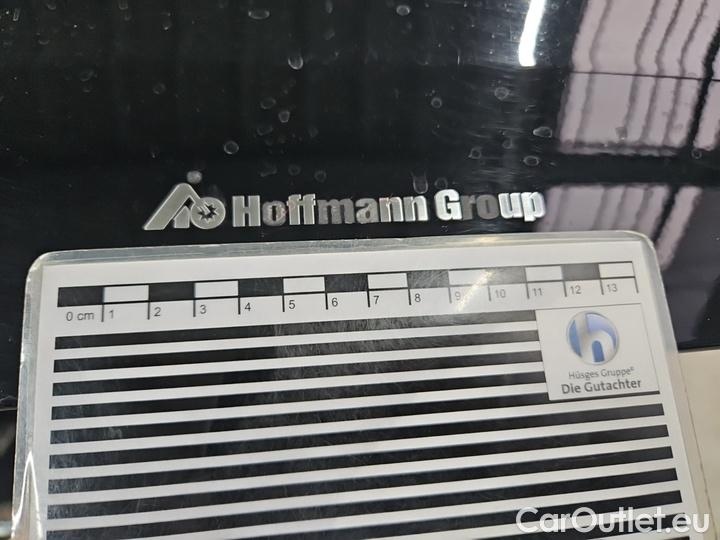 Hoffmann Group
0 cm 1 2 3 4 5 6 7 8 9 10 11 12 13
Hüsges Gruppe®
Die Gutachter
CarOutlet.eu